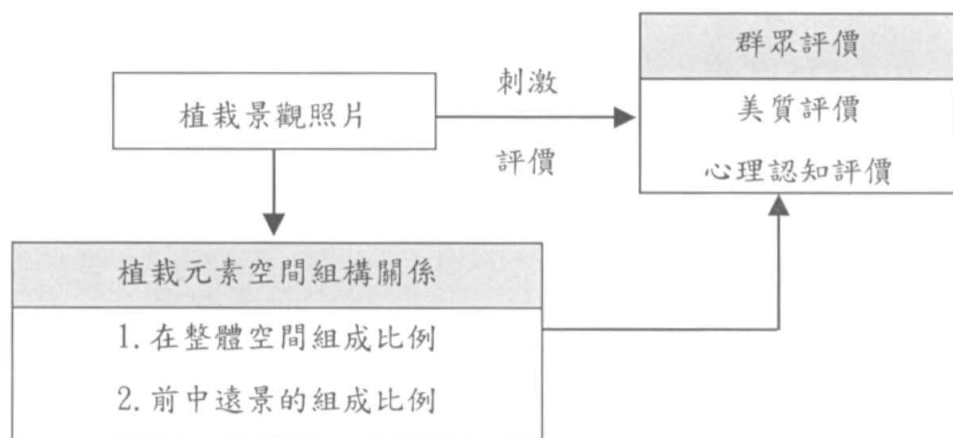 群眾評價
刺激
植栽景觀照片
美質評價
評價
心理認知評價
植栽元素空間組構關係
1.在整體空間組成比例
2.前中遠景的組成比例